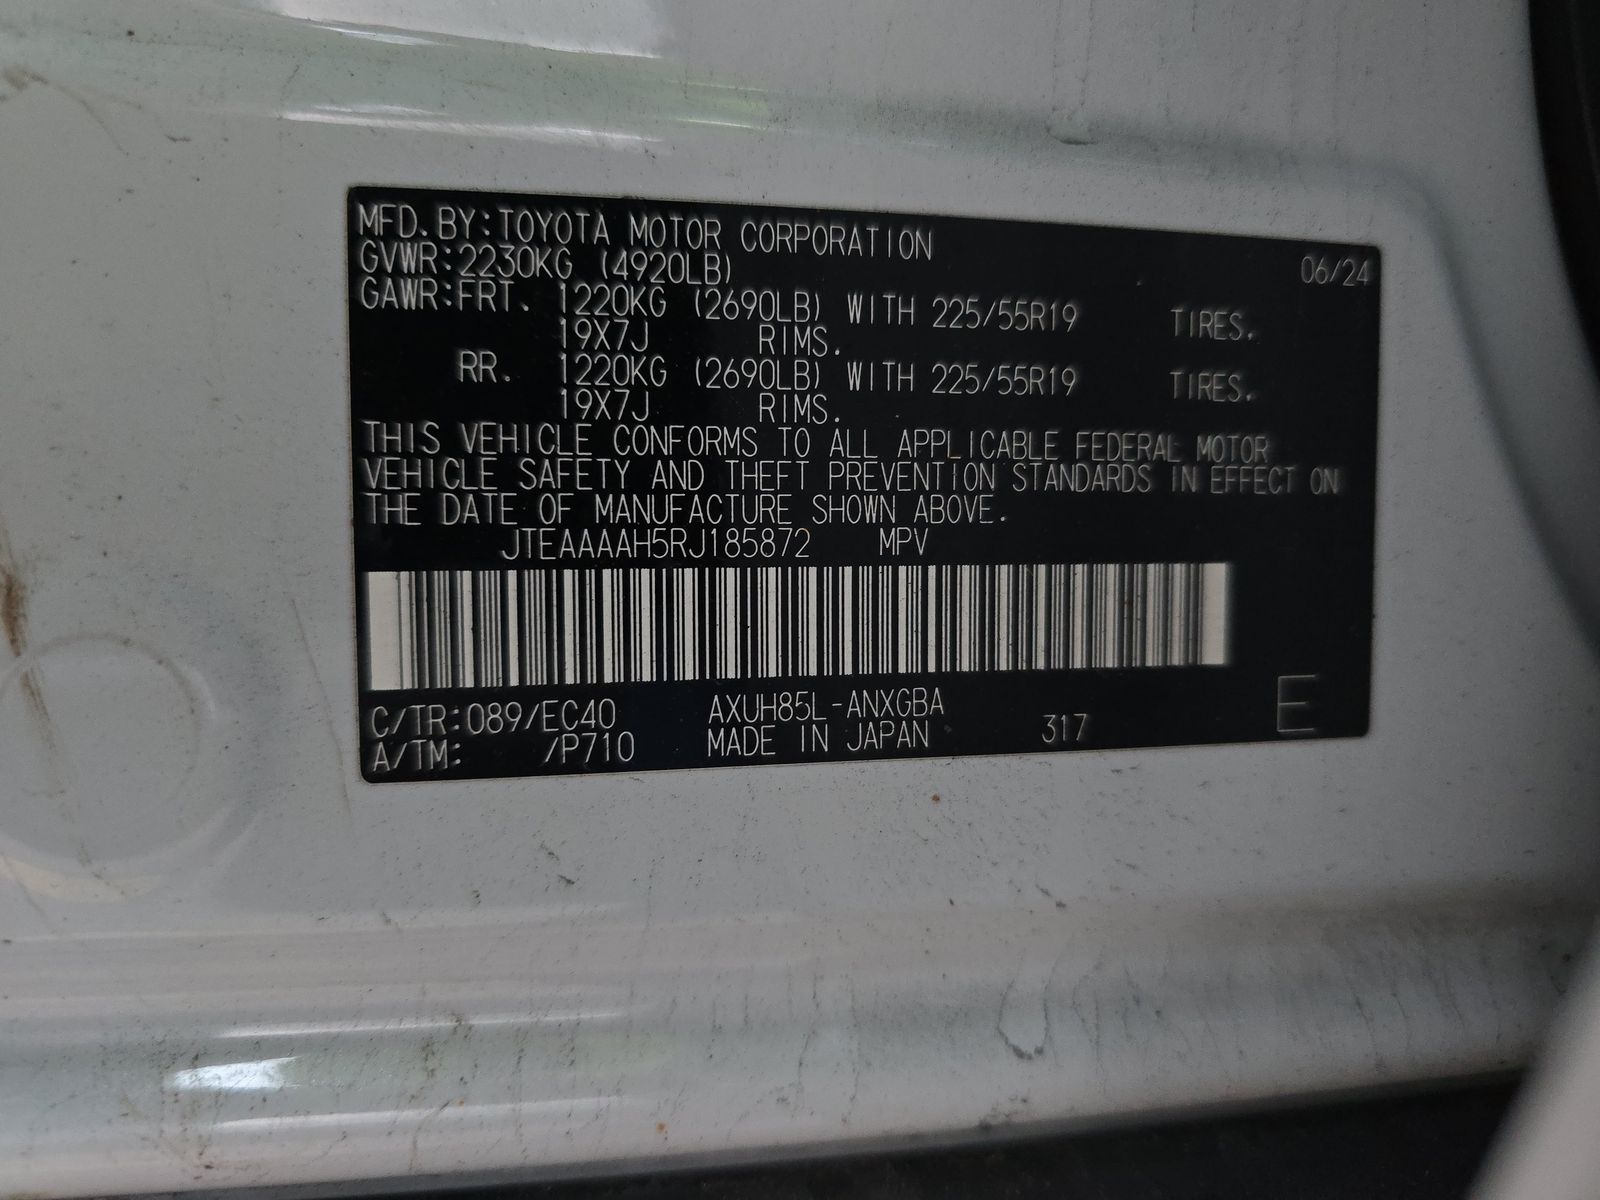 MFD. BY: TOYOTA MOTOR CORPORATION 06/24
GVWR: 2230KG (4920LB)
GAWR: FRT. 1220KG (2690LB) WITH 225/55R19 TIRES.
19X7J RIMS.
RR. 1220KG (2690LB) WITH 225/55R19 TIRES.
19X7J RIMS.
THIS VEHICLE CONFORMS TO ALL APPLICABLE FEDERAL MOTOR
VEHICLE SAFETY AND THEFT PREVENTION STANDARDS IN EFFECT ON
THE DATE OF MANUFACTURE SHOWN ABOVE.
JTEAAAAH5RJ185872 MPV
C/TR: 089/EC40 AXUH85L-ANXGBA
A/TM: /P710 MADE IN JAPAN 317 E